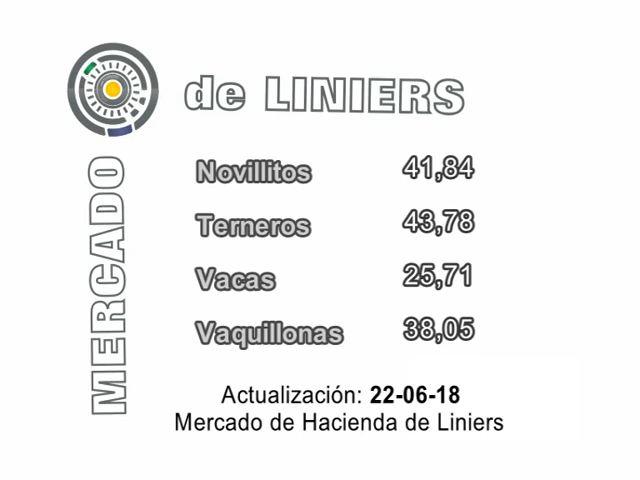 MERCADO
de LINIERS
Novillitos 41,84
Terneros 43,78
Vacas 25,71
Vaquillonas 38,05
Actualización: 22-06-18
Mercado de Hacienda de Liniers